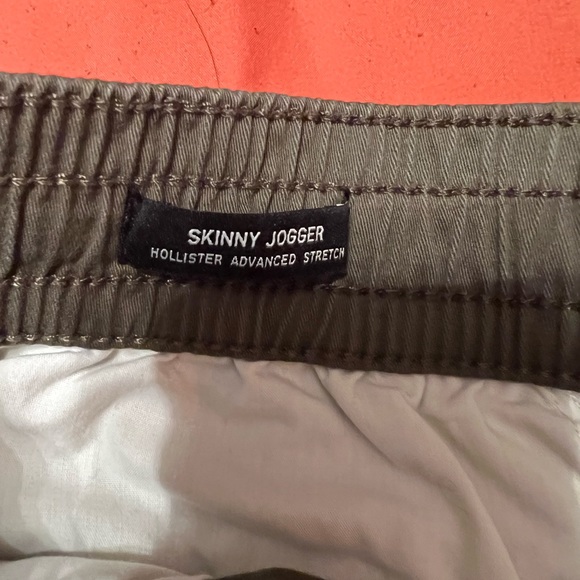 SKINNY JOGGER
HOLLISTER ADVANCED STRETCH